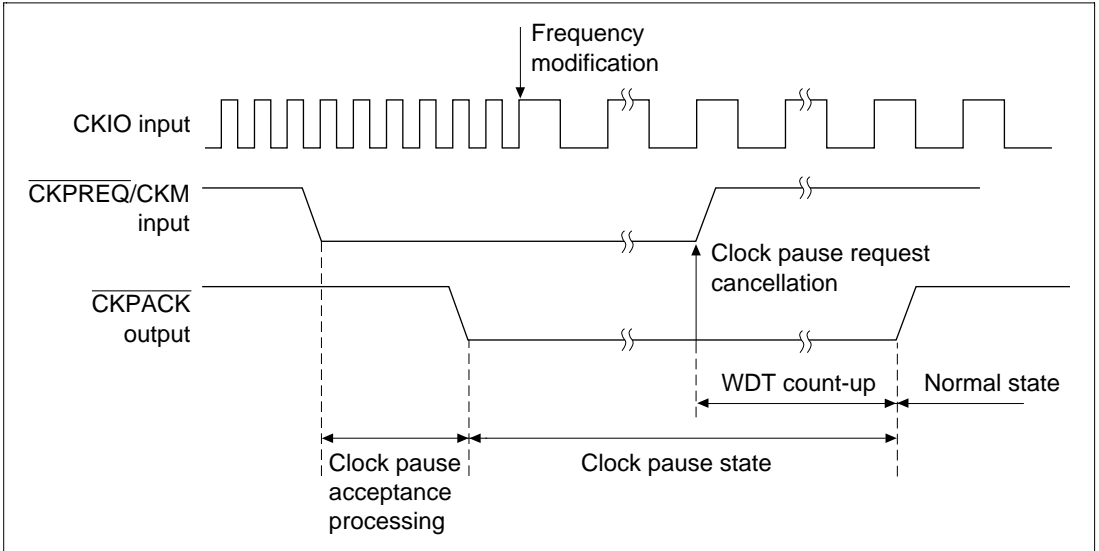 Frequency
modification
CKIO input
CKPREQ/CKM
input
Clock pause request
cancellation
CKPACK
output
WDT count-up
Normal state
Clock pause
acceptance
processing
Clock pause state